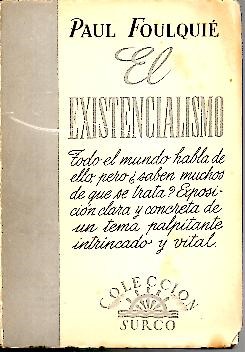 PAUL FOULQUIÉ
El
EXISTENCIALISMO
Todo el mundo habla de
ello, pero ¿saben muchos
de que se trata? Exposi-
ción clara y concreta de
un tema palpitante
intrincado y vital.
COLECCION
SURCO